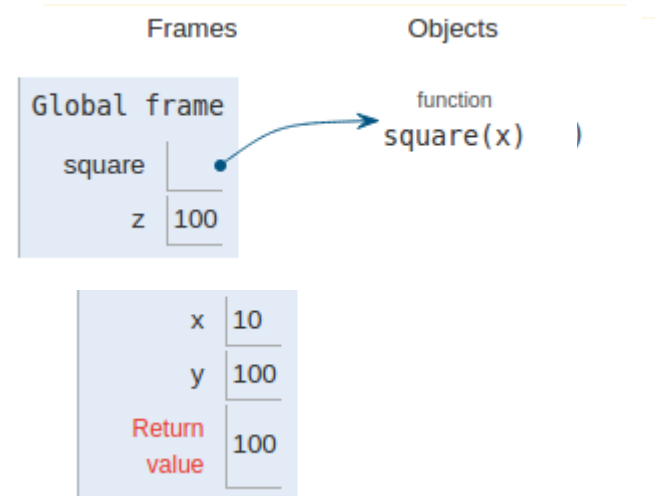 Frames Objects
Global frame
function
square(x) )
square
z 100
x 10
y 100
Return
value 100